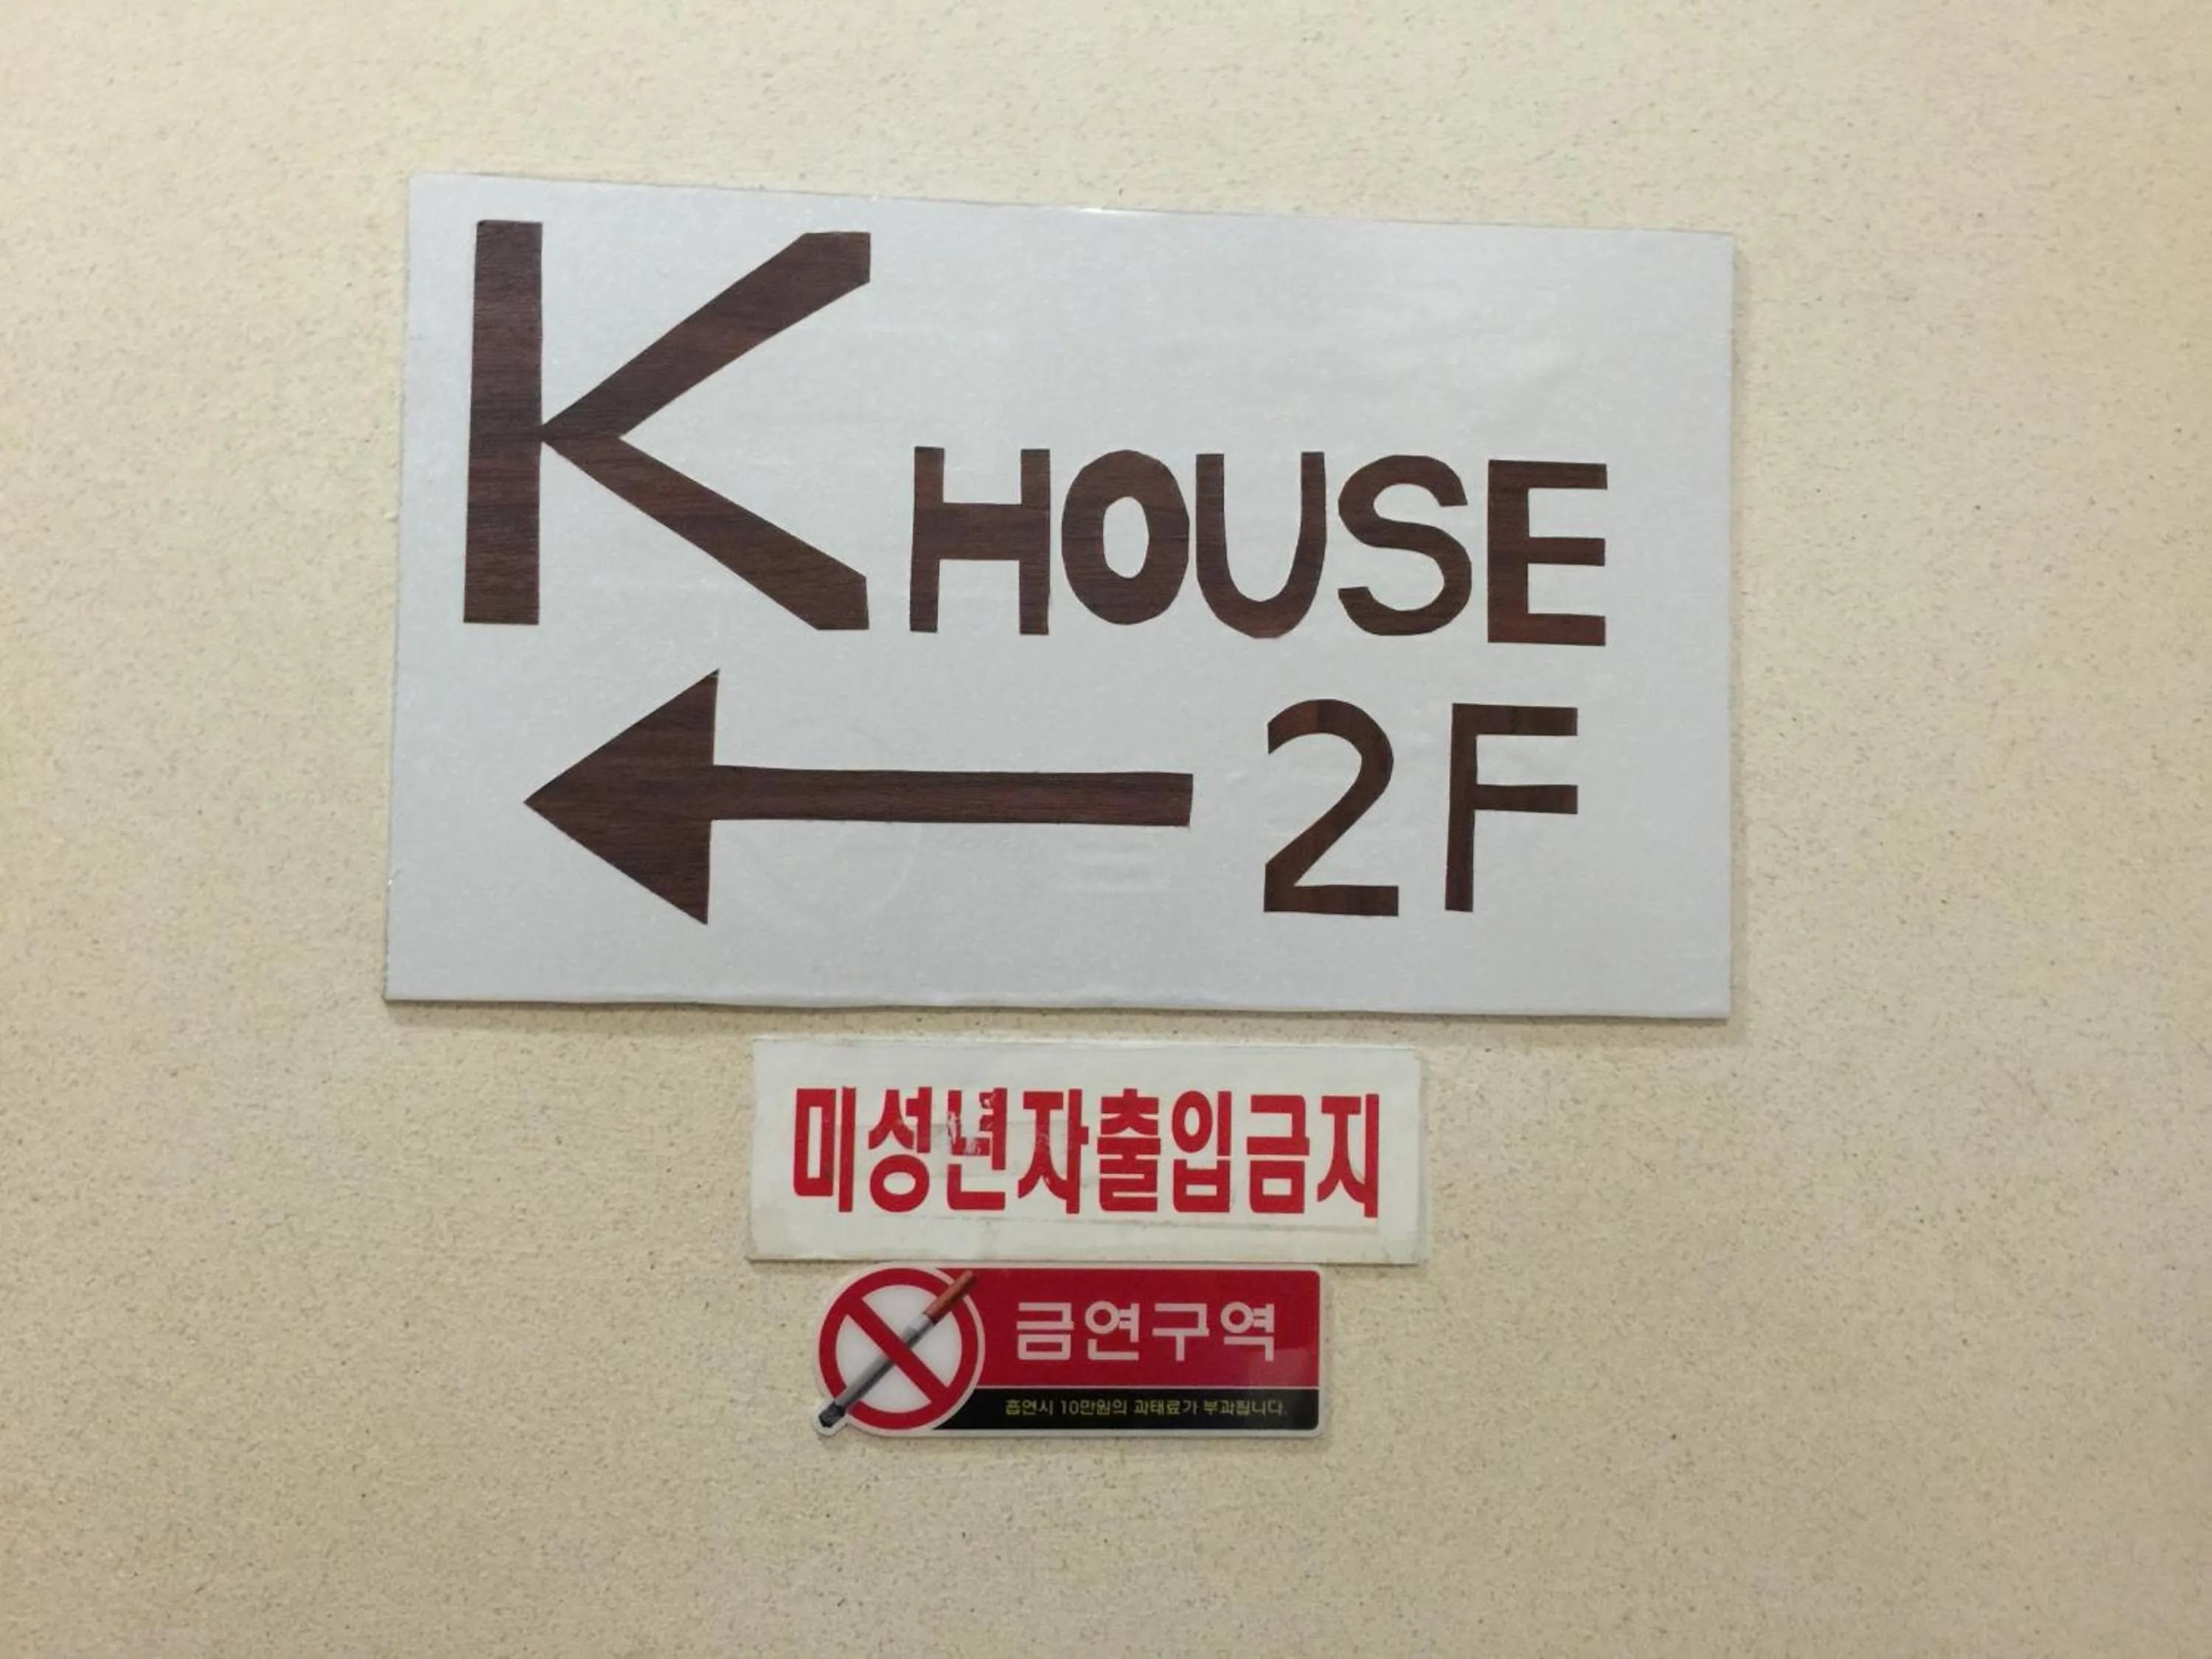 K HOUSE
2F
미성년자출입금지
금연구역
흡연시 10만원의 과태료가 부과됩니다.